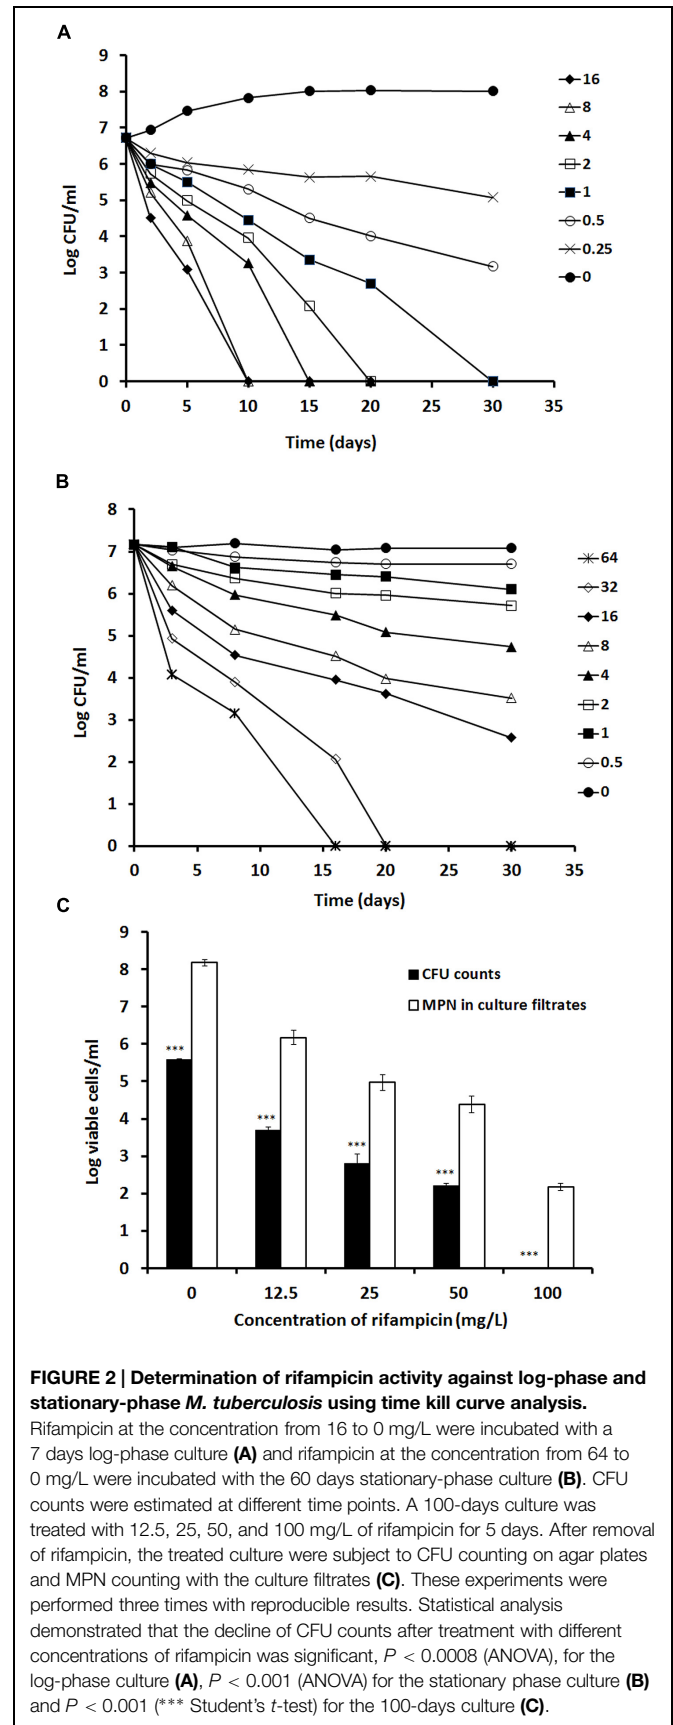 A
9
8
7
6
5
4
3
2
1
0
Log CFU/ml
0 5 10 15 20 25 30 35
Time (days)
16
8
4
2
1
0.5
0.25
0
B
8
7
6
5
4
3
2
1
0
Log CFU/ml
0 5 10 15 20 25 30 35
Time (days)
64
32
16
8
4
2
1
0.5
0
C
9
8
7
6
5
4
3
2
1
0
Log viable cells/ml
CFU counts
MPN in culture filtrates
***
***
***
***
***
0 12.5 25 50 100
Concentration of rifampicin (mg/L)
FIGURE 2 | Determination of rifampicin activity against log-phase and
stationary-phase M. tuberculosis using time kill curve analysis.
Rifampicin at the concentration from 16 to 0 mg/L were incubated with a
7 days log-phase culture (A) and rifampicin at the concentration from 64 to
0 mg/L were incubated with the 60 days stationary-phase culture (B). CFU
counts were estimated at different time points. A 100-days culture was
treated with 12.5, 25, 50, and 100 mg/L of rifampicin for 5 days. After removal
of rifampicin, the treated culture were subject to CFU counting on agar plates
and MPN counting with the culture filtrates (C). These experiments were
performed three times with reproducible results. Statistical analysis
demonstrated that the decline of CFU counts after treatment with different
concentrations of rifampicin was significant, P < 0.0008 (ANOVA), for the
log-phase culture (A), P < 0.001 (ANOVA) for the stationary phase culture (B)
and P < 0.001 (*** Student's t-test) for the 100-days culture (C).